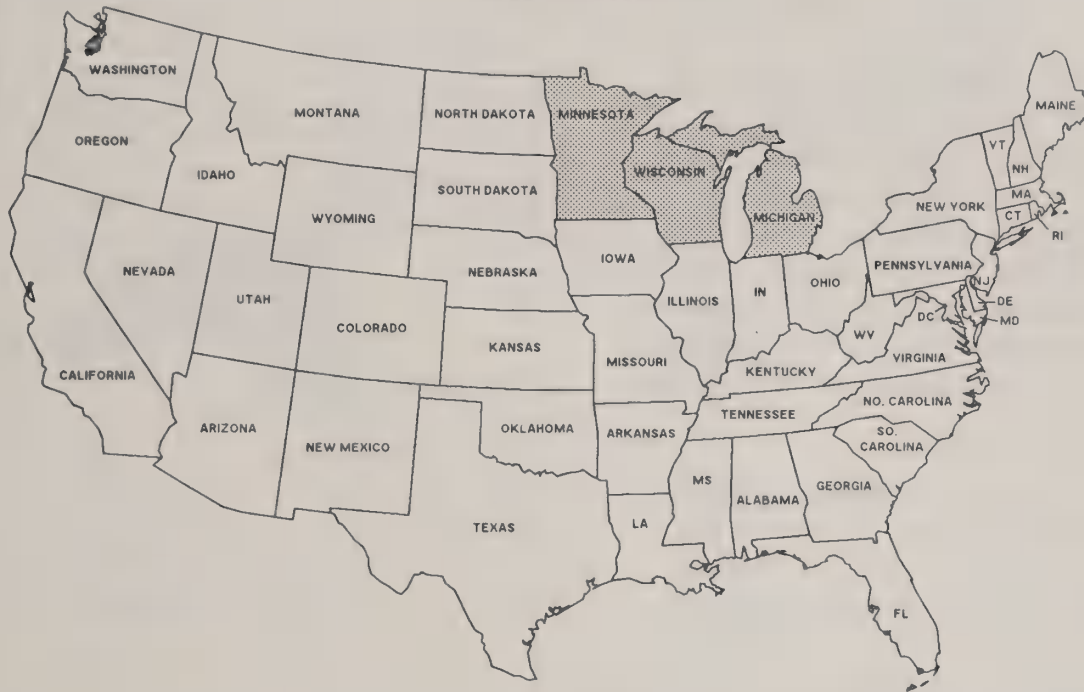 WASHINGTON
MONTANA
NORTH DAKOTA
MINNESOTA
MAINE
OREGON
IDAHO
SOUTH DAKOTA
WISCONSIN
VT
NH
WYOMING
MICHIGAN
NEW YORK
MA
CT
RI
NEVADA
UTAH
NEBRASKA
IOWA
ILLINOIS
IN
OHIO
PENNSYLVANIA
NJ
DE
MD
DC
COLORADO
KANSAS
MISSOURI
WV
VIRGINIA
KENTUCKY
CALIFORNIA
ARIZONA
NEW MEXICO
OKLAHOMA
ARKANSAS
TENNESSEE
NO. CAROLINA
SO.
CAROLINA
MS
ALABAMA
GEORGIA
TEXAS
LA
FL